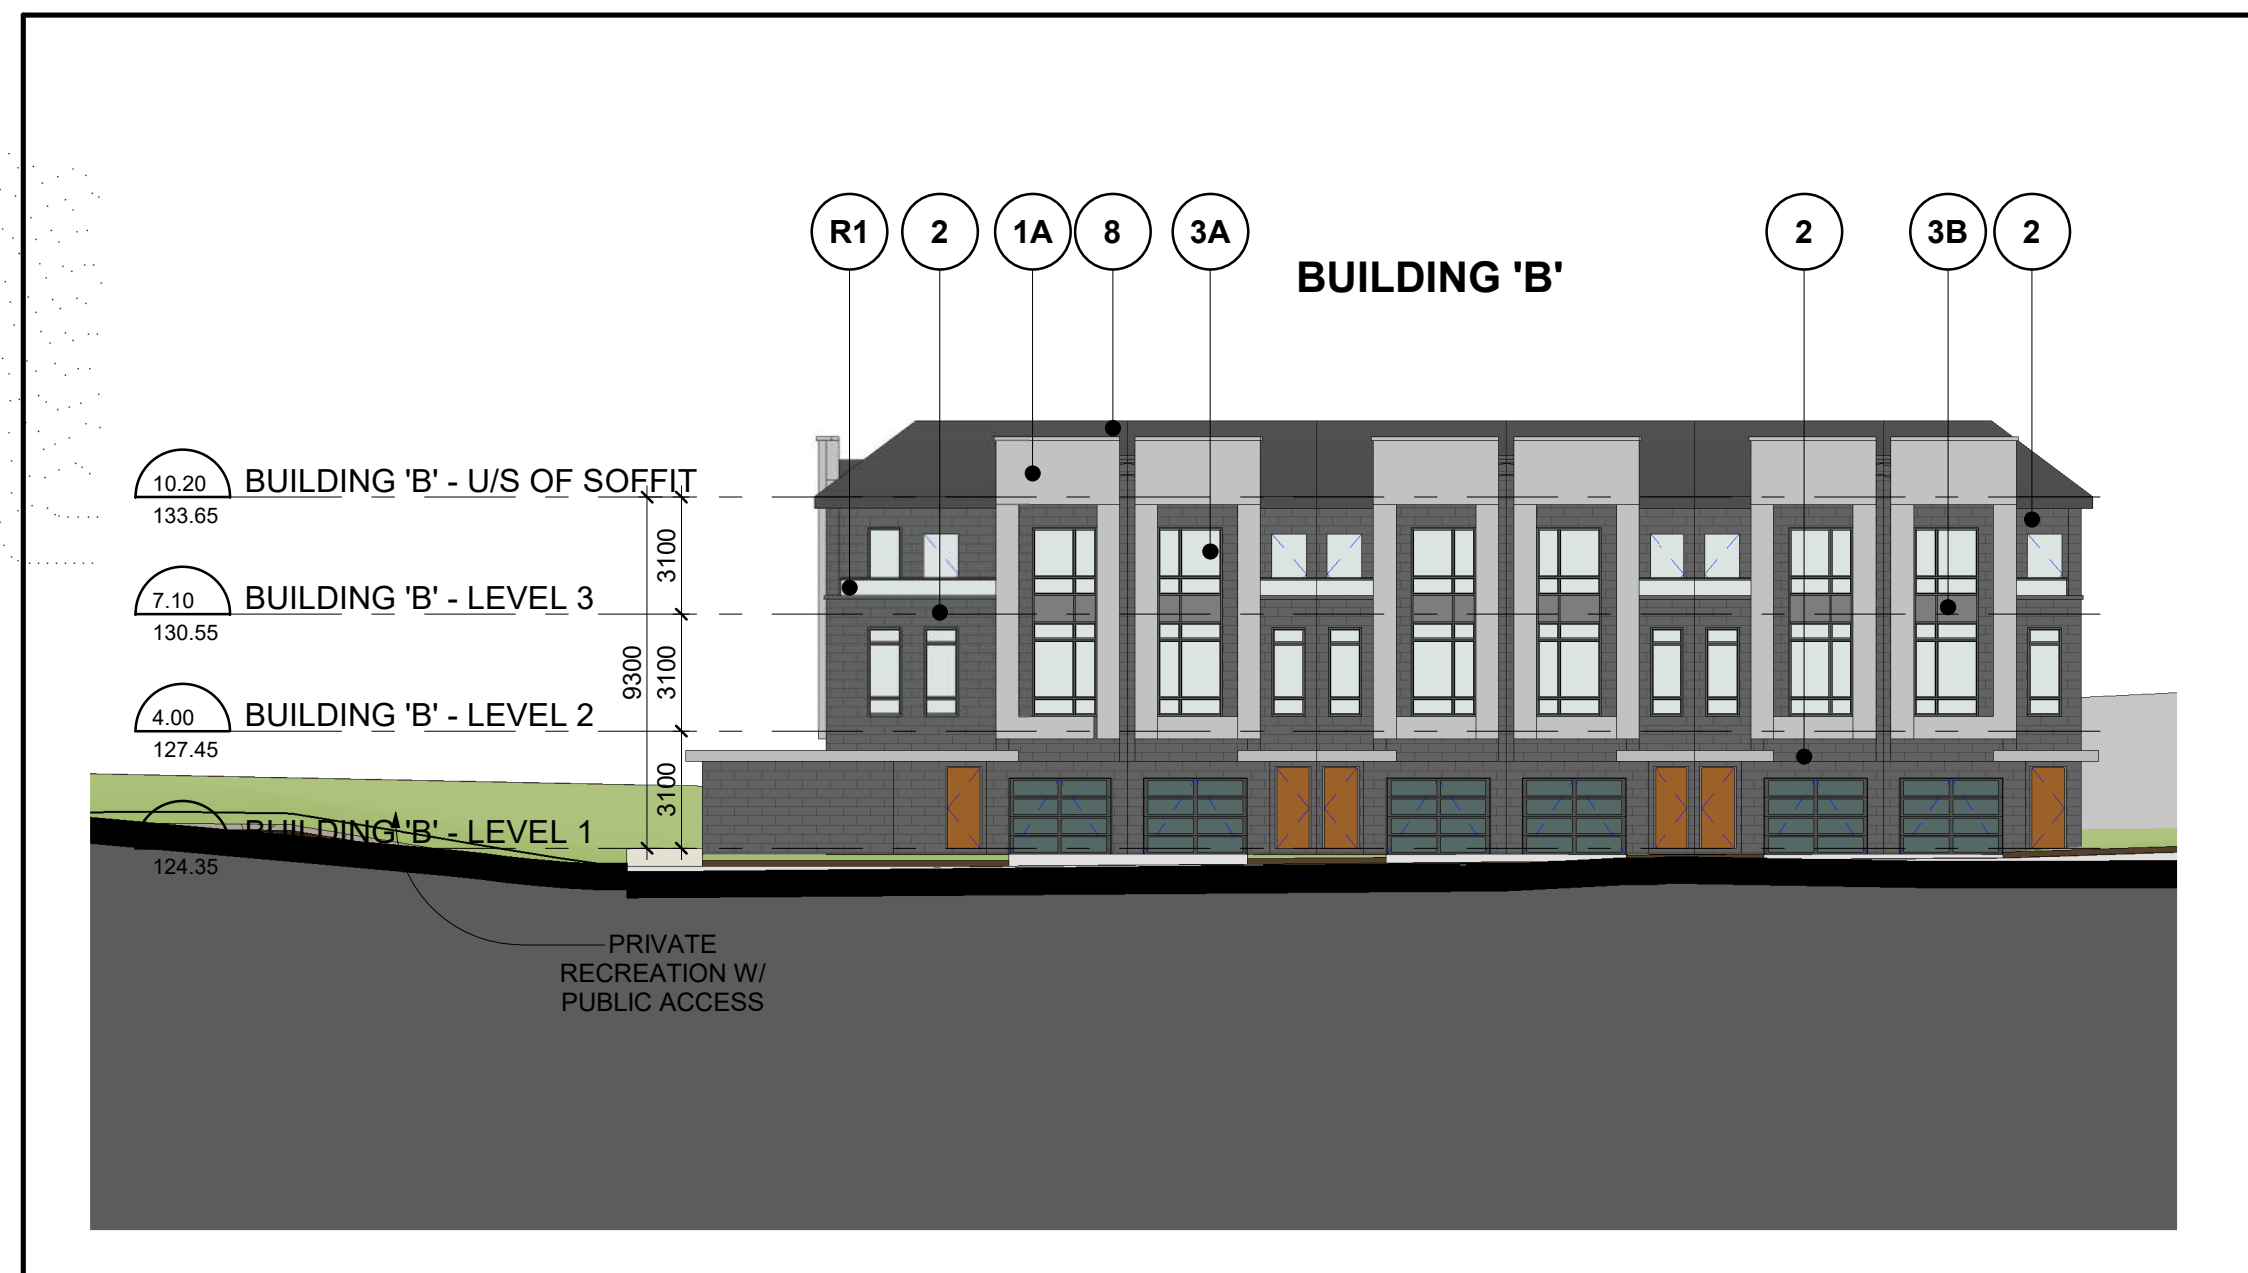 R1 2 1A 8 3A 2 3B 2
BUILDING 'B'
10.20 BUILDING 'B' - U/S OF SOFFIT
133.65
3100
7.10 BUILDING 'B' - LEVEL 3
130.55
9300 3100
4.00 BUILDING 'B' - LEVEL 2
127.45
3100
BUILDING 'B' - LEVEL 1
124.35
PRIVATE
RECREATION W/
PUBLIC ACCESS